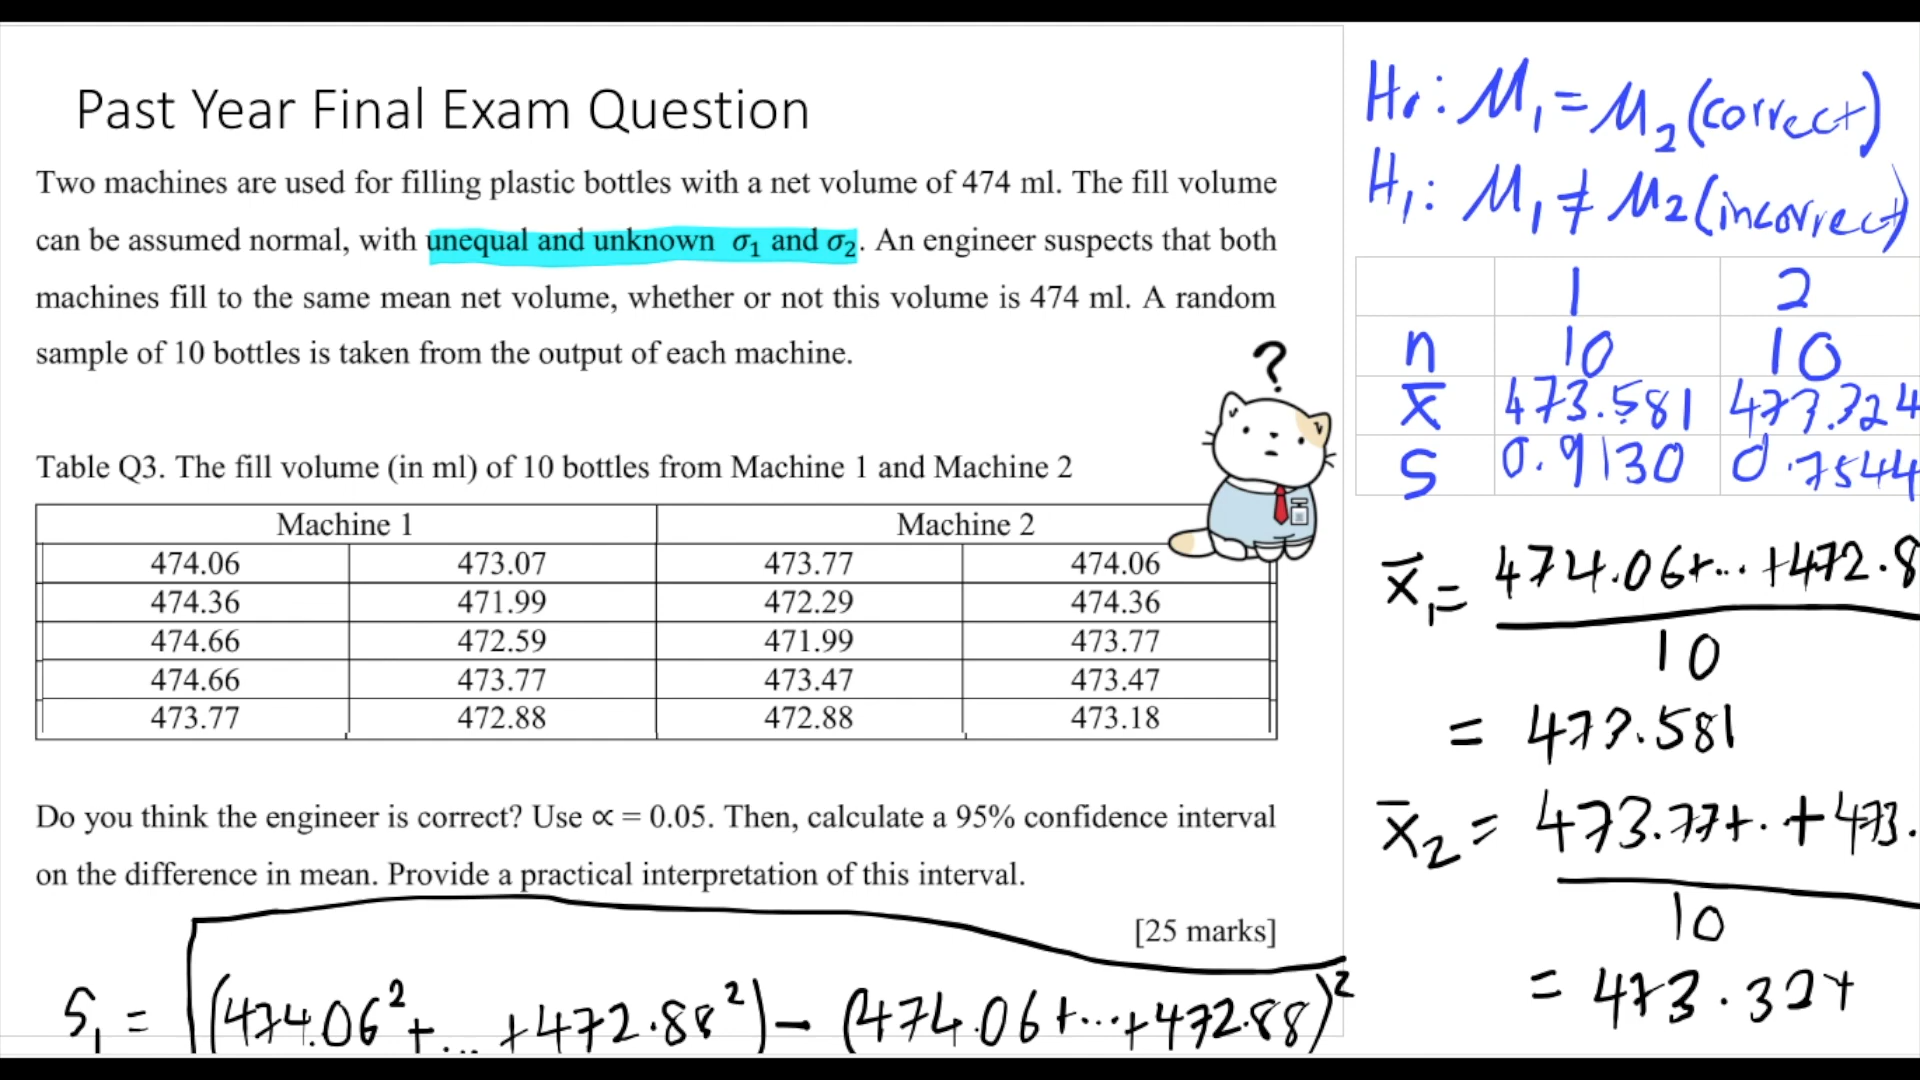 Past Year Final Exam Question
Two machines are used for filling plastic bottles with a net volume of 474 ml. The fill volume
can be assumed normal, with unequal and unknown σ₁ and σ₂. An engineer suspects that both
machines fill to the same mean net volume, whether or not this volume is 474 ml. A random
sample of 10 bottles is taken from the output of each machine.
?
Table Q3. The fill volume (in ml) of 10 bottles from Machine 1 and Machine 2
Machine 1 Machine 2
474.06 473.07 473.77 474.06
474.36 471.99 472.29 474.36
474.66 472.59 471.99 473.77
474.66 473.77 473.47 473.47
473.77 472.88 472.88 473.18
Do you think the engineer is correct? Use ∝ = 0.05. Then, calculate a 95% confidence interval
on the difference in mean. Provide a practical interpretation of this interval.
[25 marks]
S₁ = √(474.06²+...+472.88²) − (474.06+...+472.88)²
H₀: μ₁ = μ₂ (correct)
H₁: μ₁ ≠ μ₂ (incorrect)
1 2
n 10 10
x̄ 473.581 473.324
S 0.9130 0.7544
x̄₁ = 474.06+...+472.8
10
= 473.581
x̄₂ = 473.77+..+473.
10
= 473.324